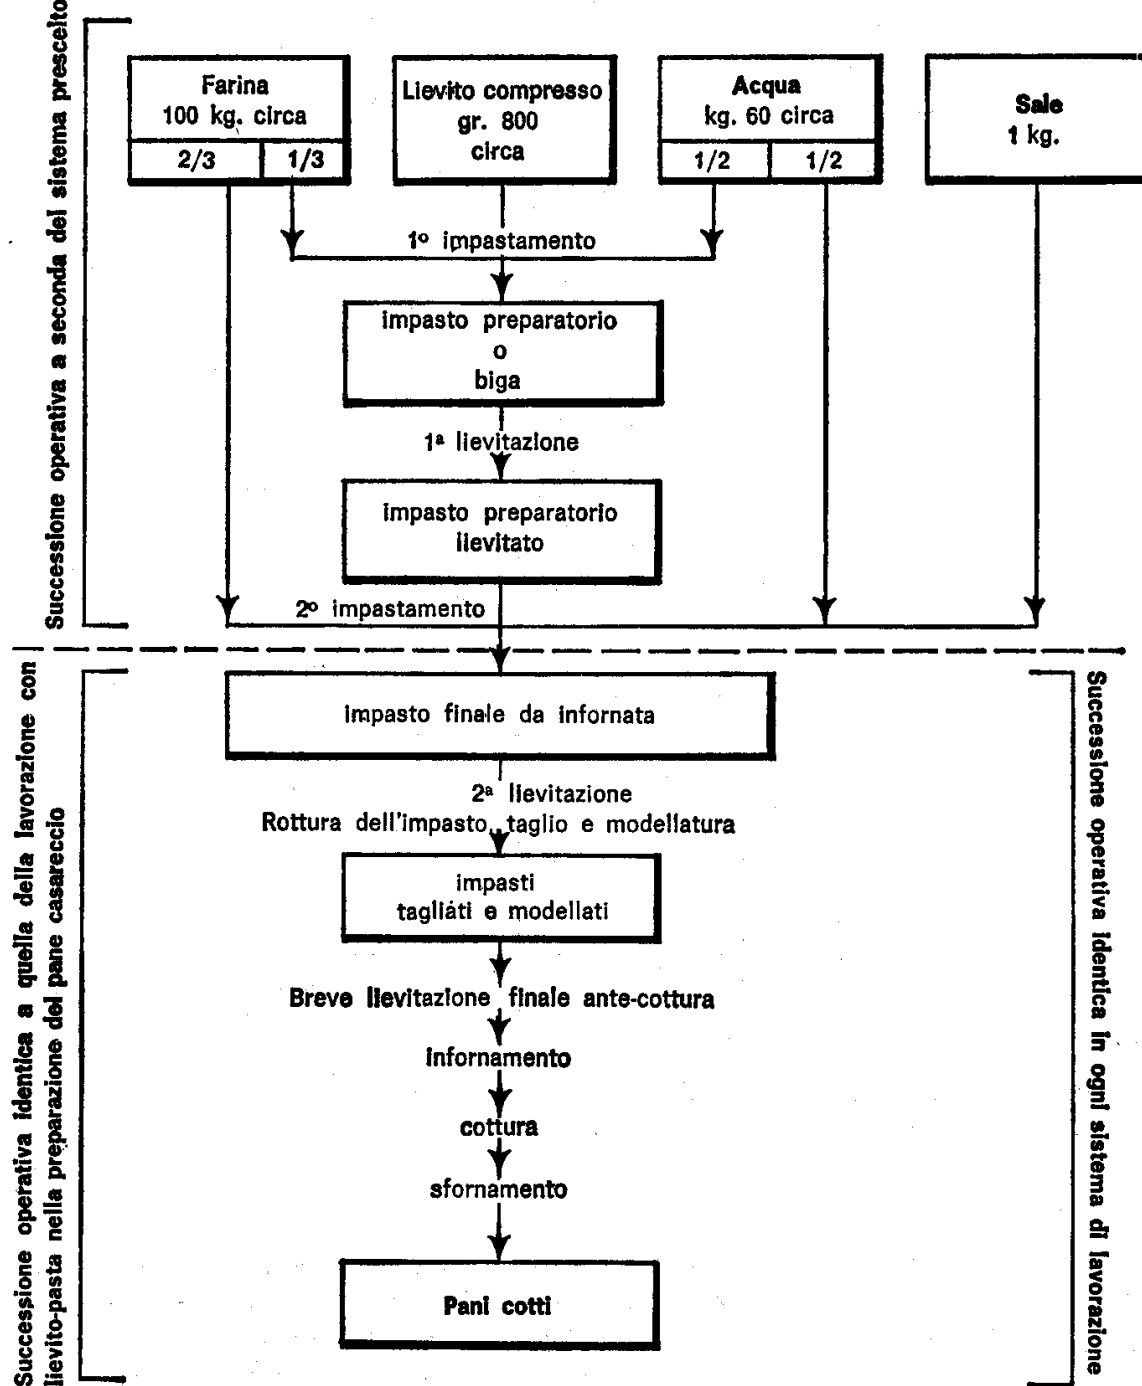 Successione operativa a seconda del sistema prescelto
Farina
100 kg. circa
2/3
1/3
Lievito compresso
gr. 800
circa
Acqua
kg. 60 circa
1/2
1/2
Sale
1 kg.
1º impastamento
impasto preparatorio
o
biga
1ª lievitazione
impasto preparatorio
lievitato
2º impastamento
Successione operativa identica a quella della lavorazione con
lievito-pasta nella preparazione del pane casareccio
impasto finale da infornata
2ª lievitazione
Rottura dell'impasto, taglio e modellatura
impasti
tagliati e modellati
Breve lievitazione finale ante-cottura
infornamento
cottura
sfornamento
Pani cotti
Successione operativa identica in ogni sistema di lavorazione